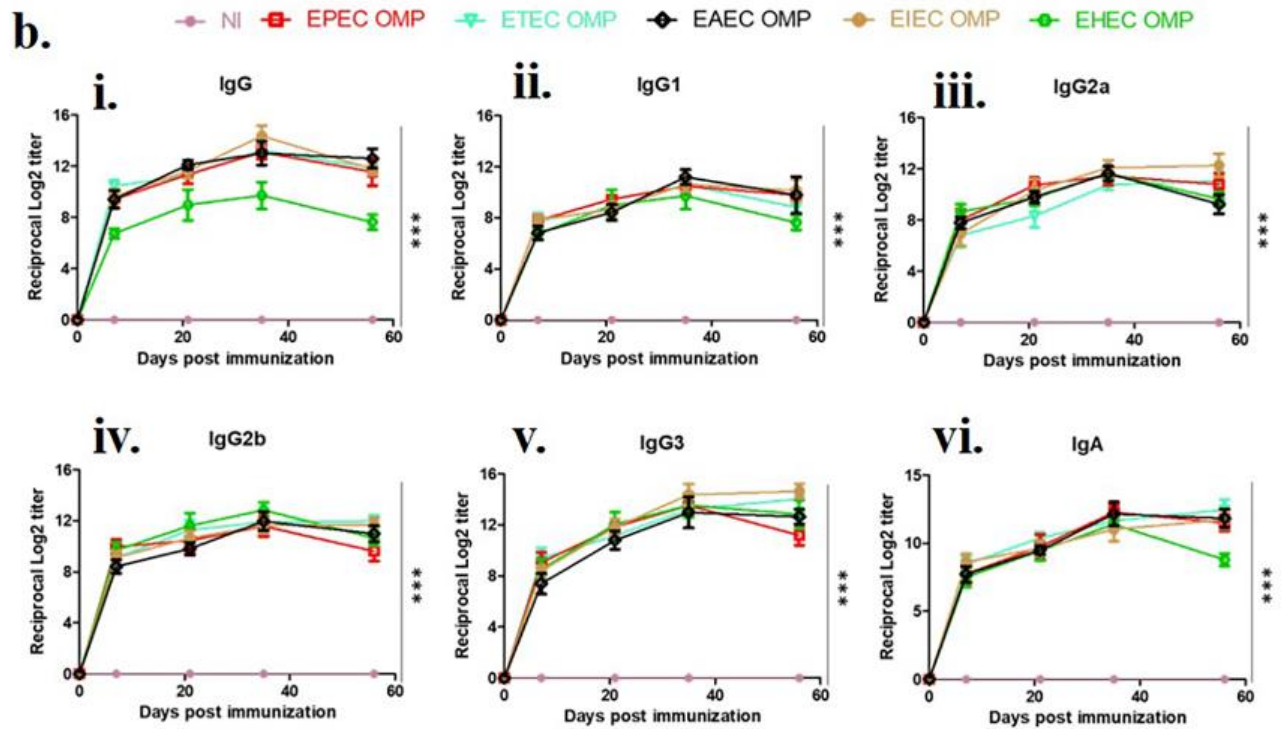 b.
NI EPEC OMP ETEC OMP EAEC OMP EIEC OMP EHEC OMP
i.
IgG
Reciprocal Log2 titer
16
12
8
4
0
0 20 40 60
Days post immunization
***
ii.
IgG1
Reciprocal Log2 titer
16
12
8
4
0
0 20 40 60
Days post immunization
***
iii.
IgG2a
Reciprocal Log2 titer
16
12
8
4
0
0 20 40 60
Days post immunization
***
iv.
IgG2b
Reciprocal Log2 titer
16
12
8
4
0
0 20 40 60
Days post immunization
***
v.
IgG3
Reciprocal Log2 titer
16
12
8
4
0
0 20 40 60
Days post immunization
***
vi.
IgA
Reciprocal Log2 titer
15
10
5
0
0 20 40 60
Days post immunization
***